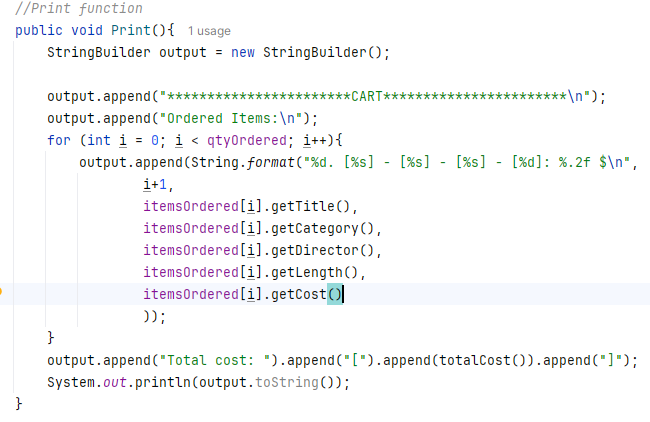 //Print function
public void Print(){ 1 usage
StringBuilder output = new StringBuilder();
output.append("***********************CART***********************\n");
output.append("Ordered Items:\n");
for (int i = 0; i < qtyOrdered; i++){
output.append(String.format("%d. [%s] - [%s] - [%s] - [%d]: %.2f $\n",
i+1,
itemsOrdered[i].getTitle(),
itemsOrdered[i].getCategory(),
itemsOrdered[i].getDirector(),
itemsOrdered[i].getLength(),
itemsOrdered[i].getCost()
));
}
output.append("Total cost: ").append("[").append(totalCost()).append("]");
System.out.println(output.toString());
}